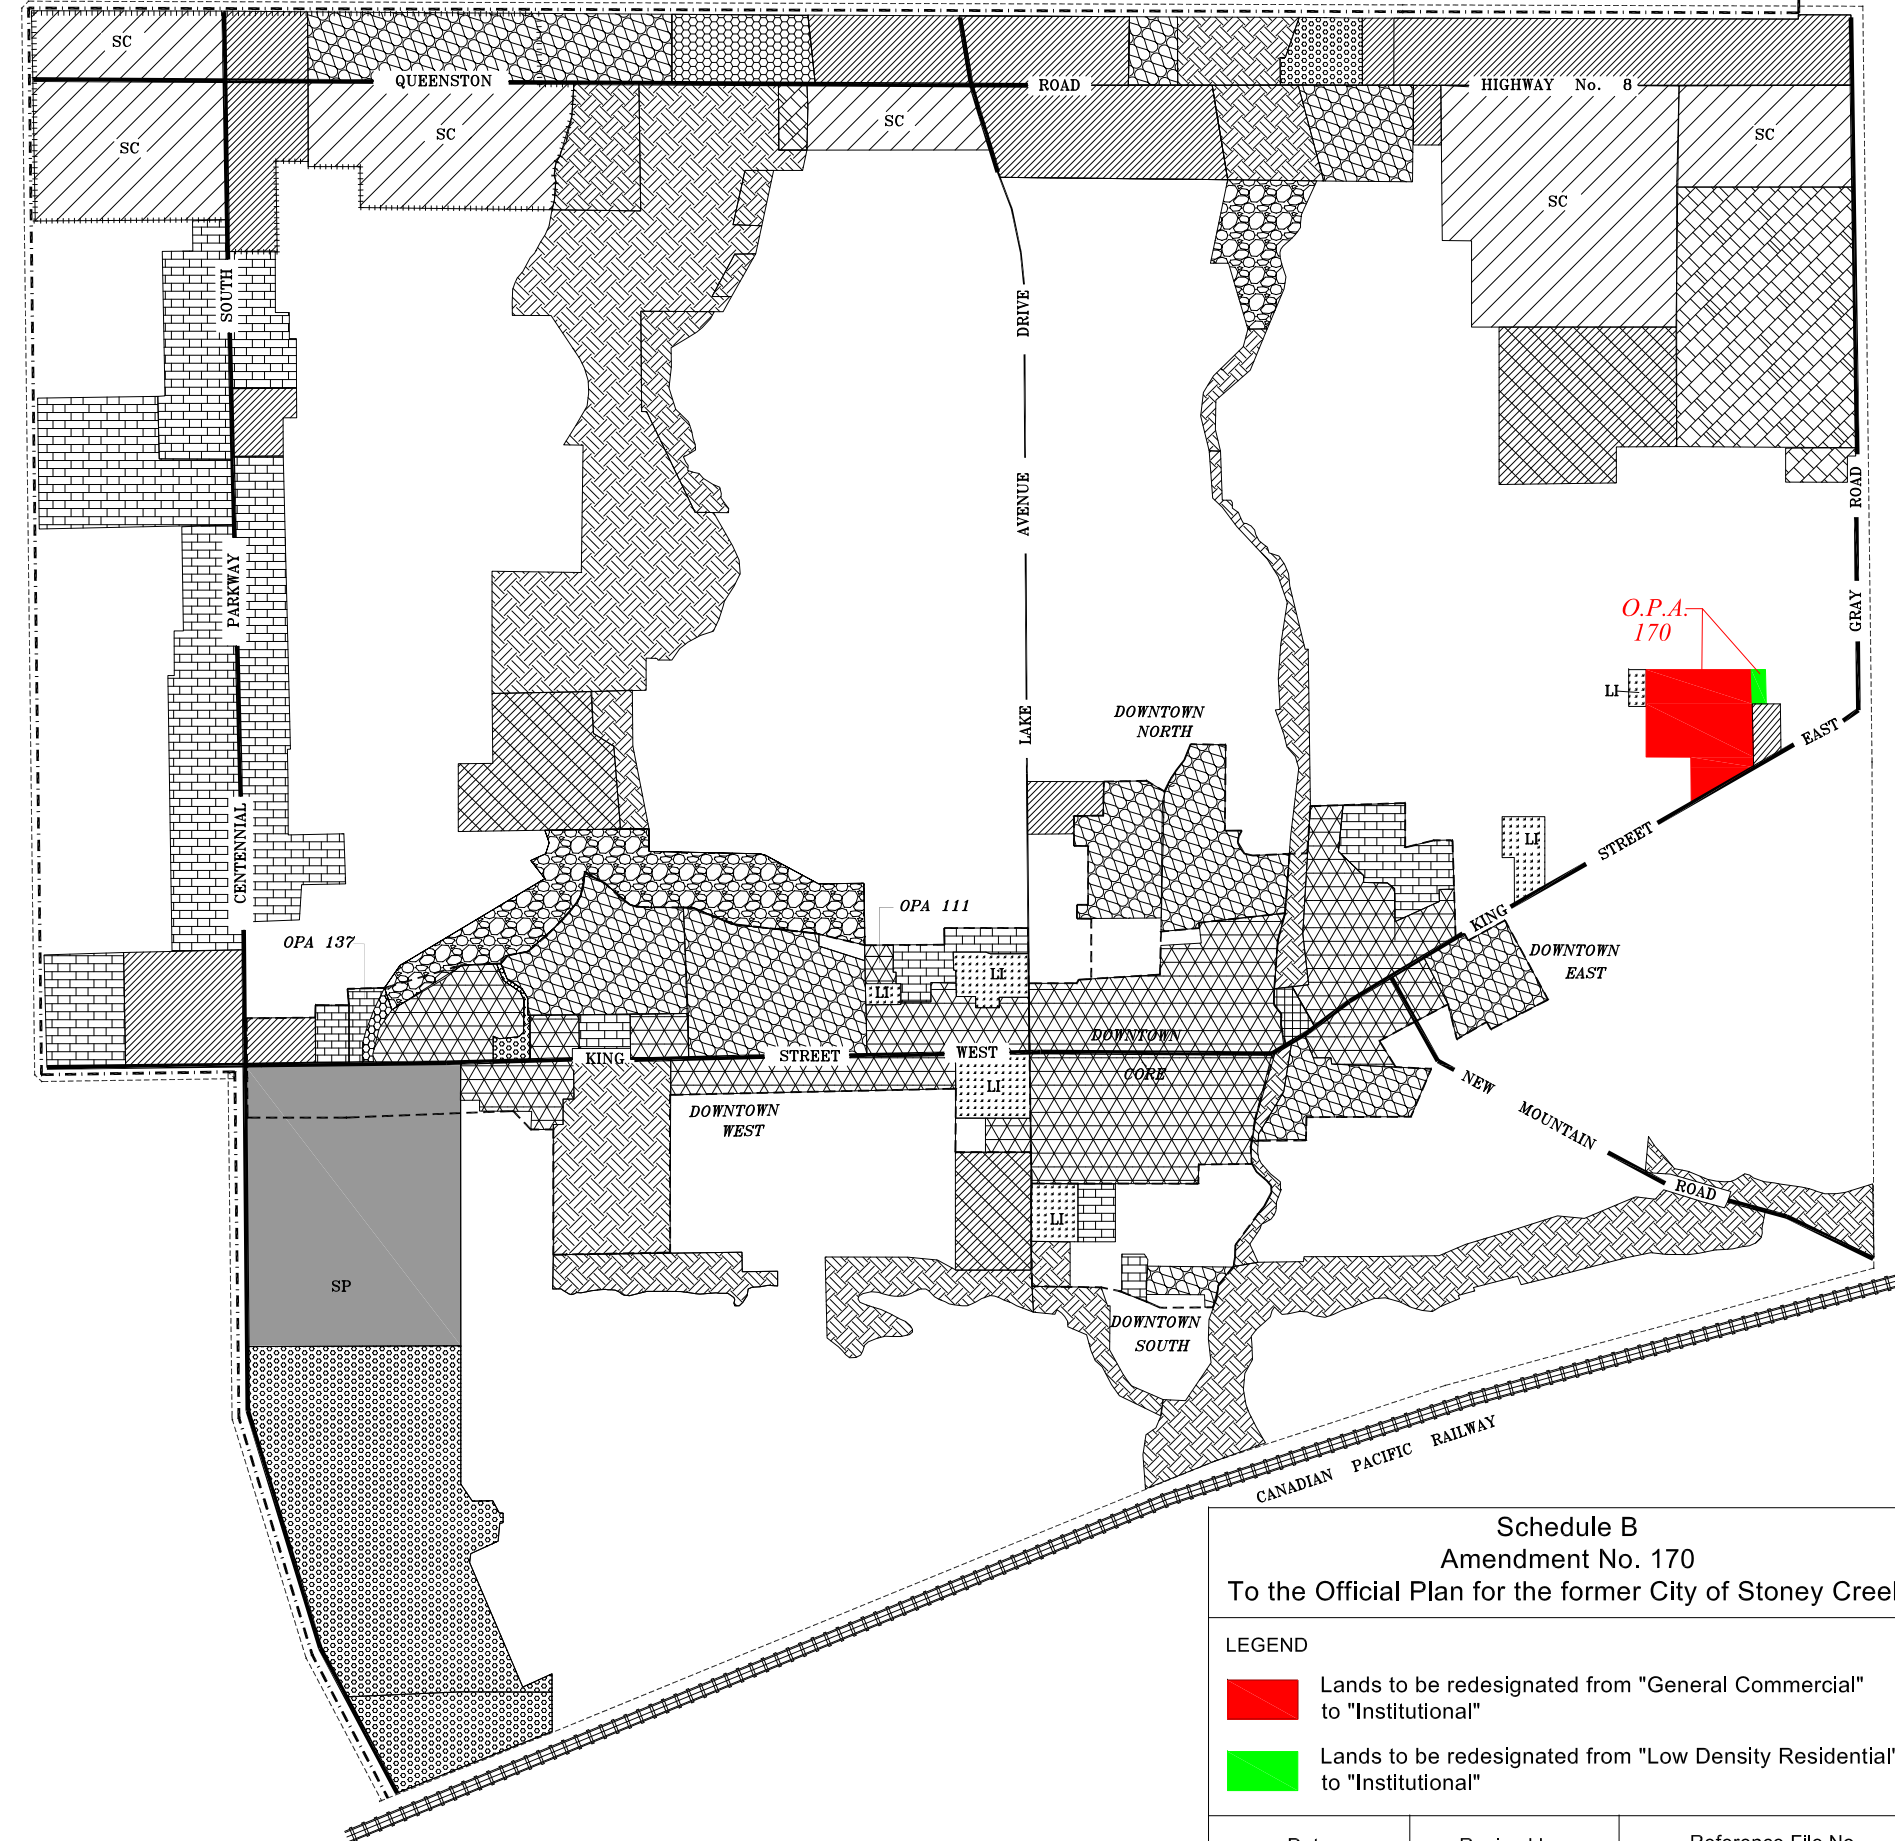 SC
QUEENSTON
ROAD
HIGHWAY No. 8
SC
SC
SC
SC
SC
SOUTH
PARKWAY
CENTENNIAL
DRIVE
AVENUE
LAKE
GRAY ROAD
O.P.A.
170
LI
EAST
STREET
KING
LI
DOWNTOWN
NORTH
OPA 111
OPA 137
DOWNTOWN
EAST
LI
LI
DOWNTOWN
CORE
KING
STREET
WEST
LI
DOWNTOWN
WEST
NEW
MOUNTAIN
ROAD
LI
SP
DOWNTOWN
SOUTH
CANADIAN PACIFIC RAILWAY
Schedule B
Amendment No. 170
To the Official Plan for the former City of Stoney Creek
LEGEND
Lands to be redesignated from "General Commercial"
to "Institutional"
Lands to be redesignated from "Low Density Residential"
to "Institutional"
Reference File No